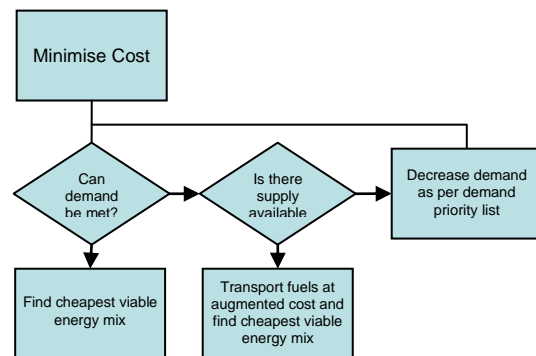 Minimise Cost
Can
demand
be met?
Is there
supply
available
Decrease demand
as per demand
priority list
Find cheapest viable
energy mix
Transport fuels at
augmented cost and
find cheapest viable
energy mix